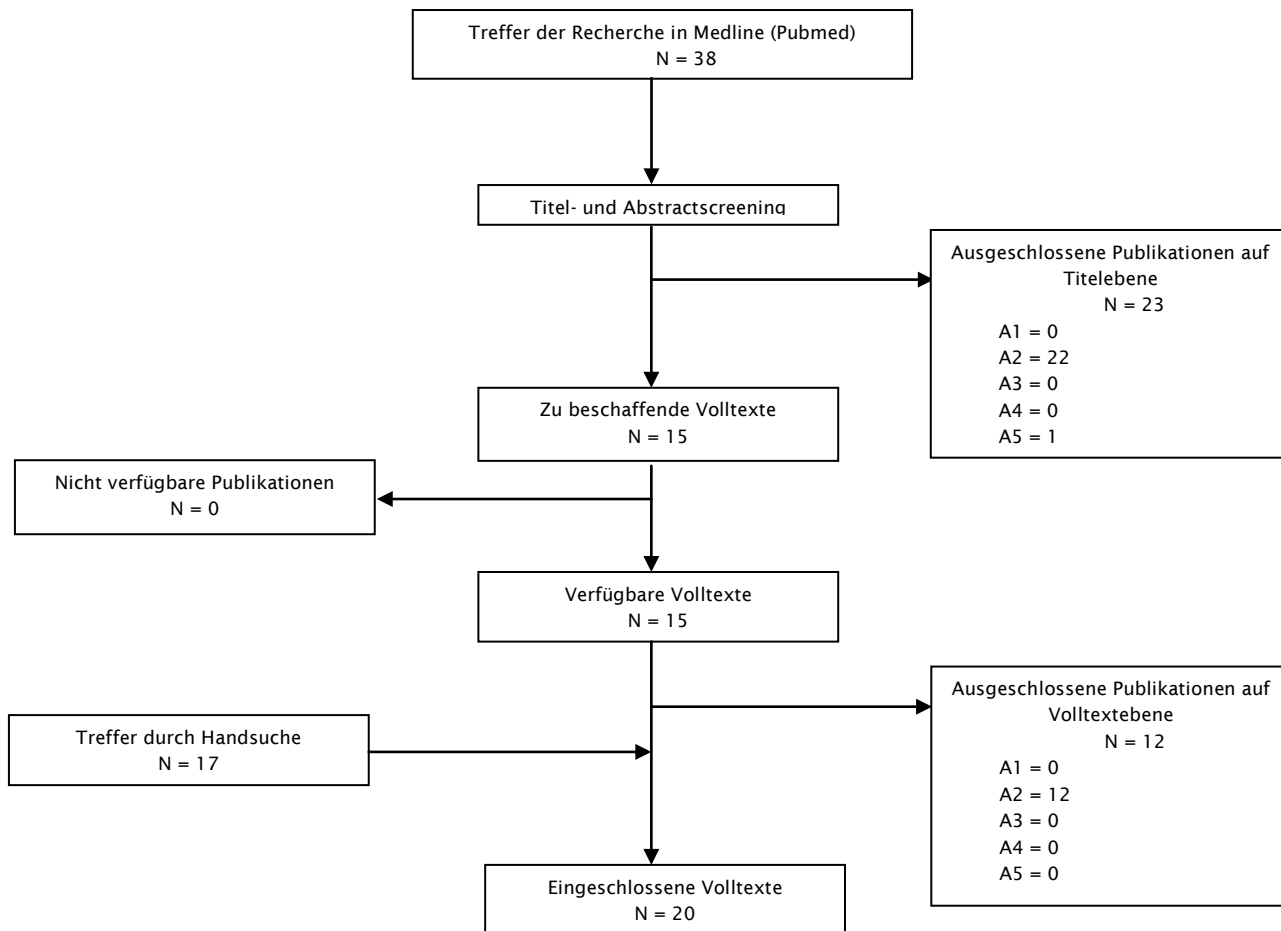 Treffer der Recherche in Medline (Pubmed)
N = 38
Titel- und Abstractscreening
Ausgeschlossene Publikationen auf
Titelebene
N = 23
A1 = 0
A2 = 22
A3 = 0
A4 = 0
A5 = 1
Zu beschaffende Volltexte
N = 15
Nicht verfügbare Publikationen
N = 0
Verfügbare Volltexte
N = 15
Ausgeschlossene Publikationen auf
Volltextebene
N = 12
A1 = 0
A2 = 12
A3 = 0
A4 = 0
A5 = 0
Treffer durch Handsuche
N = 17
Eingeschlossene Volltexte
N = 20